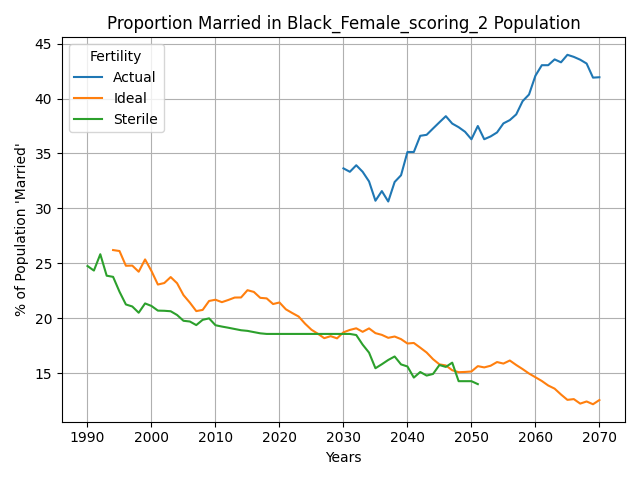 Proportion Married in Black_Female_scoring_2 Population
% of Population 'Married'
45
40
35
30
25
20
15
Fertility
Actual
Ideal
Sterile
1990 2000 2010 2020 2030 2040 2050 2060 2070
Years